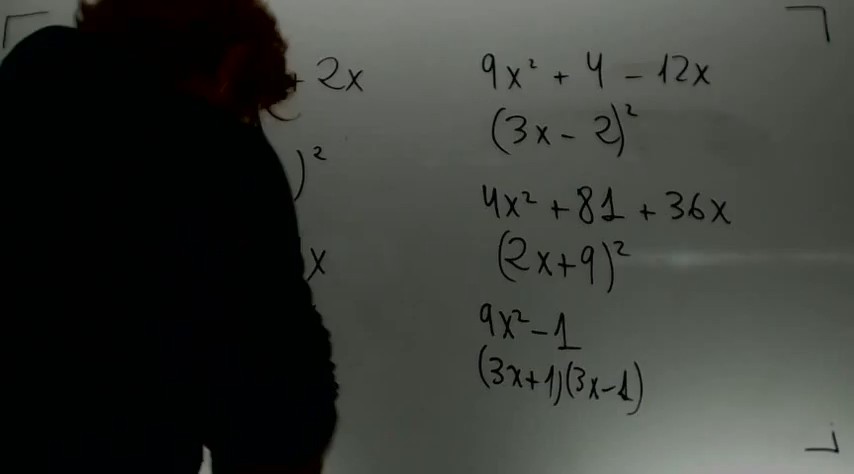 + 2x
)²
x
9x² + 4 - 12x
(3x - 2)²
4x² + 81 + 36x
(2x+9)²
9x² - 1
(3x+1)(3x-1)